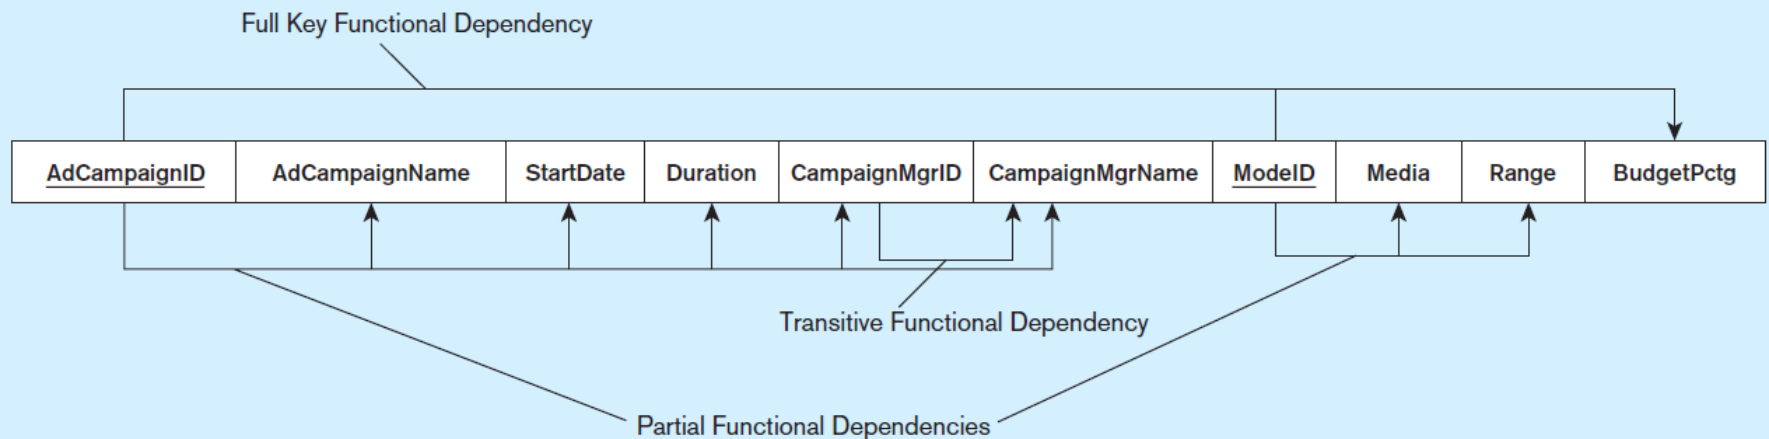 Full Key Functional Dependency
AdCampaignID AdCampaignName StartDate Duration CampaignMgrID CampaignMgrName ModeID Media Range BudgetPctg
Transitive Functional Dependency
Partial Functional Dependencies